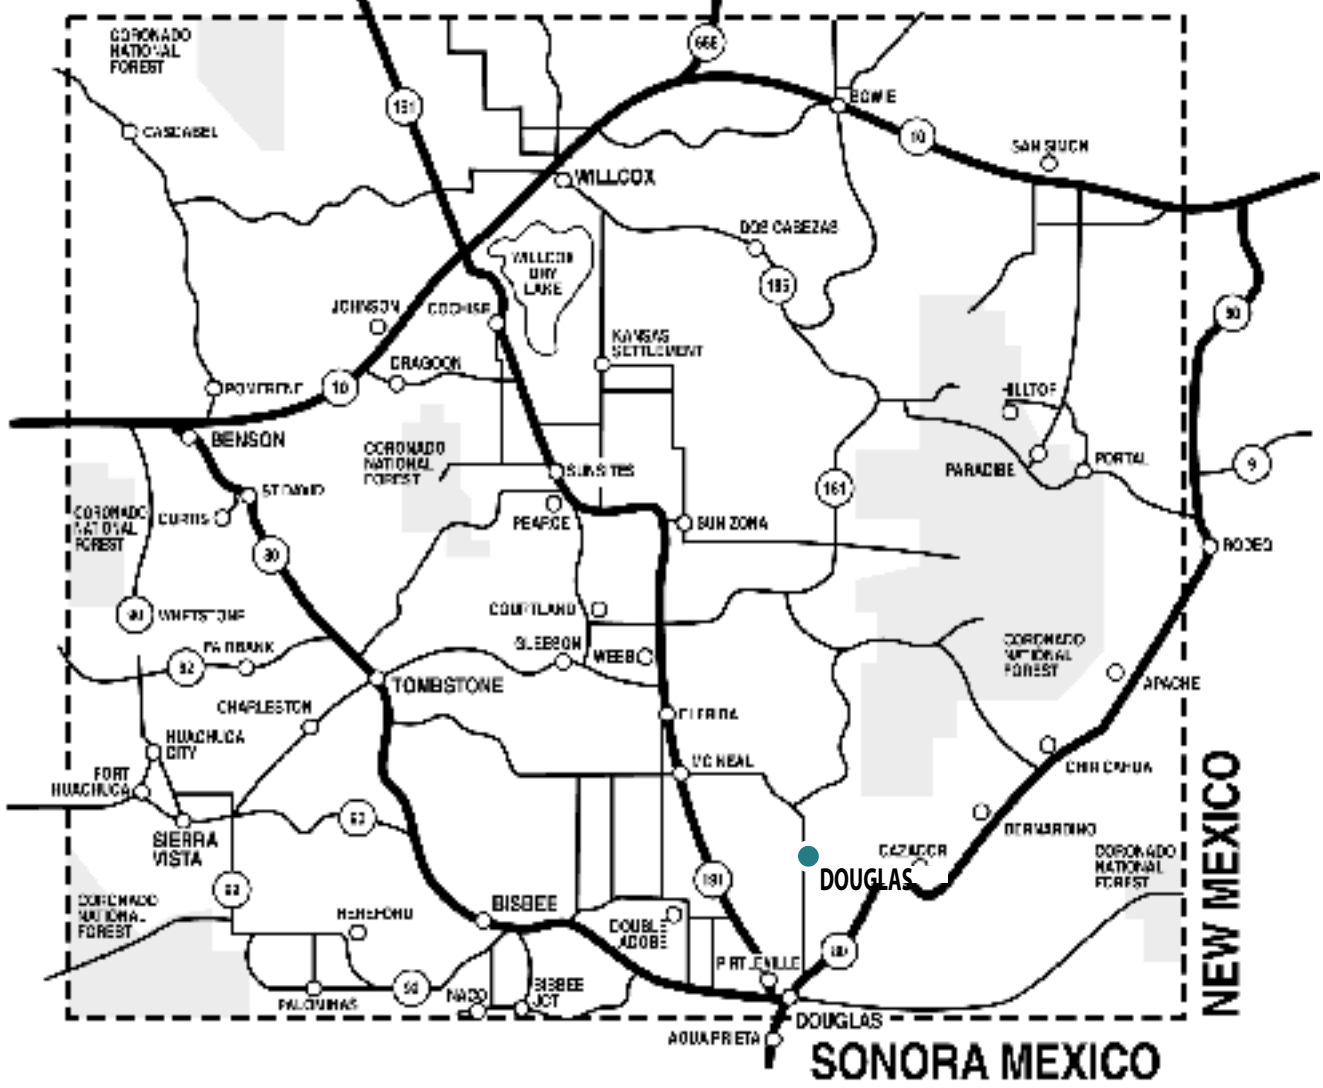 CORONADO
NATIONAL
FOREST
666
191
BOWIE
10
CASCABEL
SAN SIMON
WILLCOX
DOS CABEZAS
WILLCOX
DRY
LAKE
186
JOHNSON
COCHISE
90
KANSAS
SETTLEMENT
DRAGOON
10
POMERENE
HILLTOP
BENSON
CORONADO
NATIONAL
FOREST
SUNSITES
PARADISE
PORTAL
9
ST DAVID
181
CORONADO
NATIONAL
FOREST
CURTIS
PEARCE
SUN ZONA
80
RODEO
90
WHETSTONE
COURTLAND
FAIRBANK
82
GLEESON
WEBB
CORONADO
NATIONAL
FOREST
TOMBSTONE
APACHE
CHARLESTON
ELFRIDA
HUACHUCA
CITY
MC NEAL
CHIRICAHUA
FORT
HUACHUCA
SIERRA
VISTA
BERNARDINO
CAZADOR
DOUGLAS
191
CORONADO
NATIONAL
FOREST
92
CORONADO
NATIONAL
FOREST
HEREFORD
BISBEE
DOUBLE
ADOBE
80
PIRTLEVILLE
PALOMINAS
92
NACO
BISBEE
JCT
DOUGLAS
AGUA PRIETA
SONORA MEXICO
NEW MEXICO